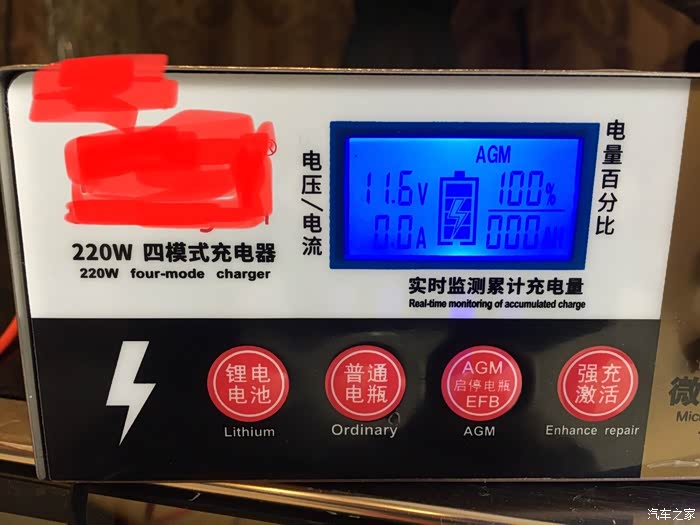 220W 四模式充电器
220W four-mode charger
电压/电流
AGM
11.6V
100%
0.0A
000AH
电量百分比
实时监测累计充电量
Real-time monitoring of accumulated charge
锂电
电池
Lithium
普通
电瓶
Ordinary
AGM
启停电瓶
EFB
AGM
强充
激活
Enhance repair
微
Mic
汽车之家